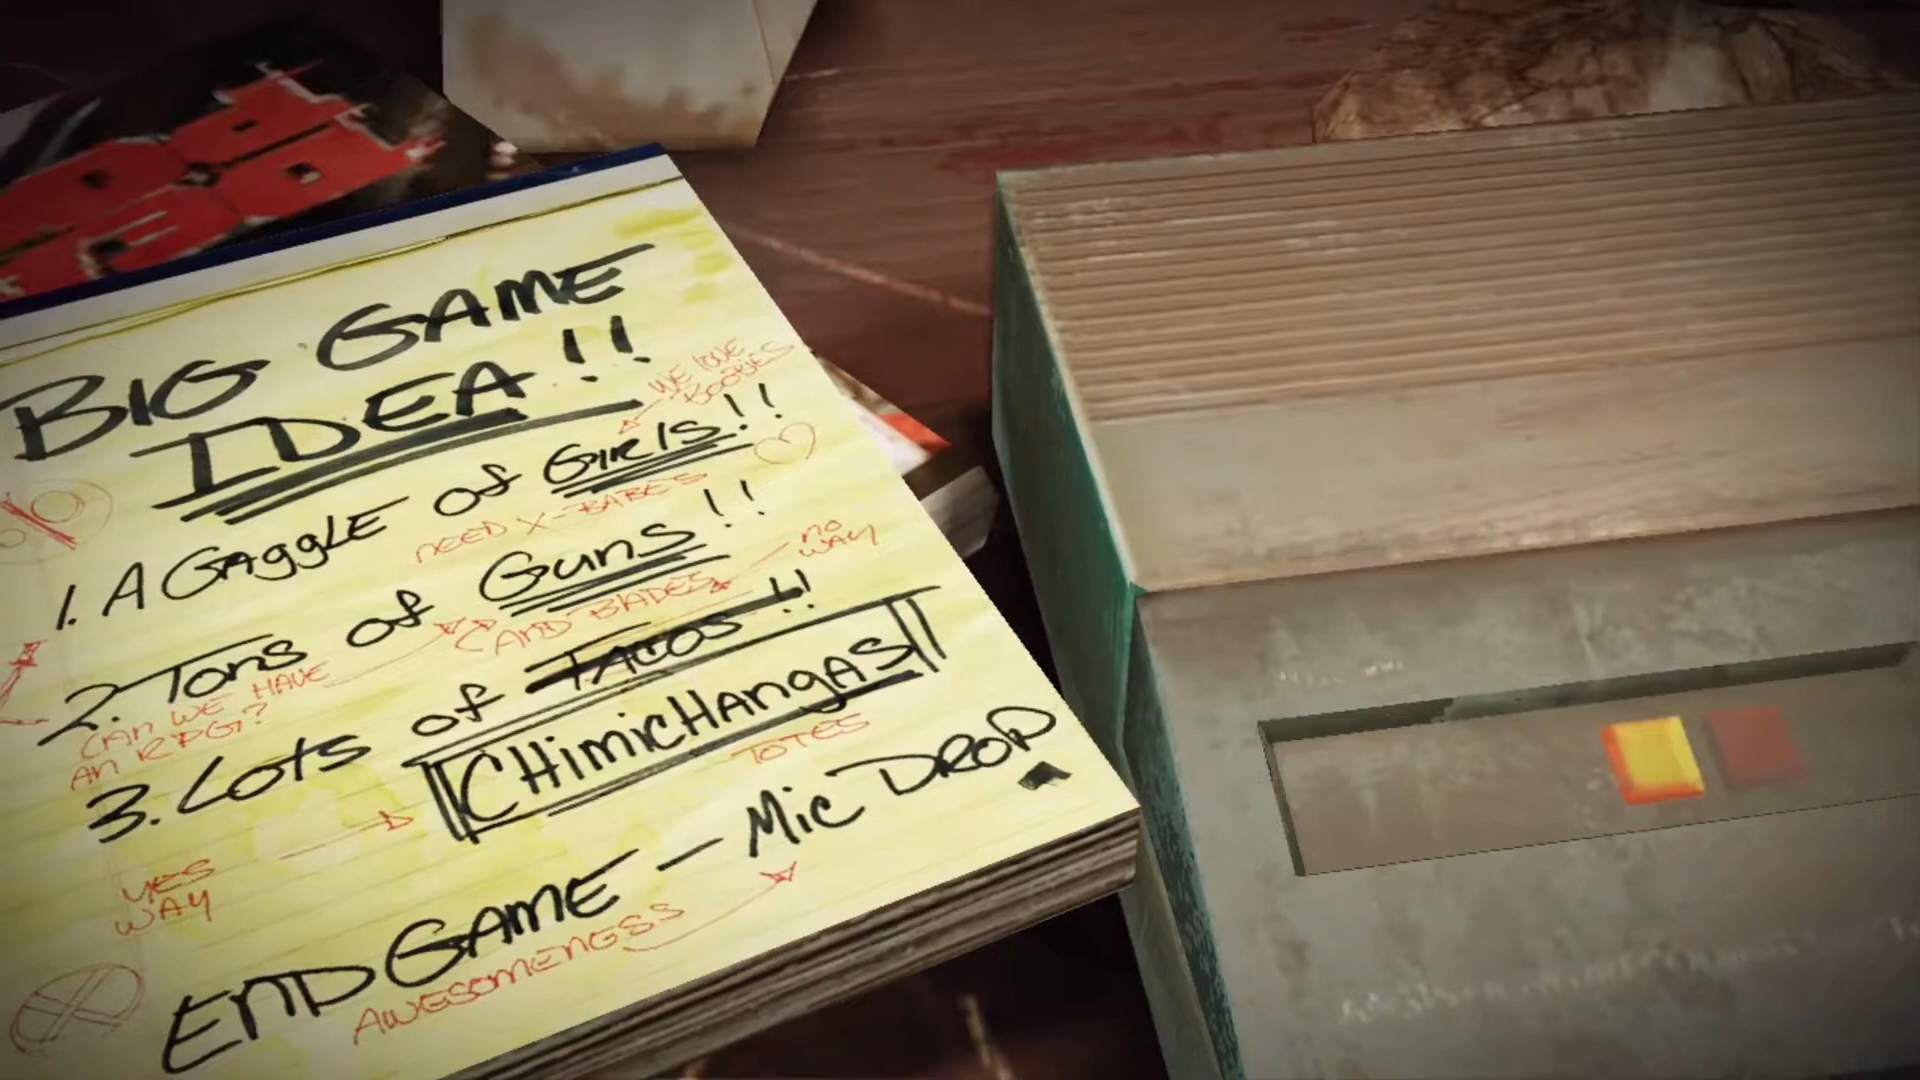 BIG GAME
IDEA!!
WE LOVE
BOOBIES
1. A GAGGLE of GIRLS!!
NEED X-BABES
2. Tons of Guns!!
NO
WAY
(AND BLADES
CAN WE HAVE
AN RPG?
3. Lots of TACOS!!
CHimicHangas
TOTES
YES
WAY
END GAME - Mic DROP
AWESOMENESS